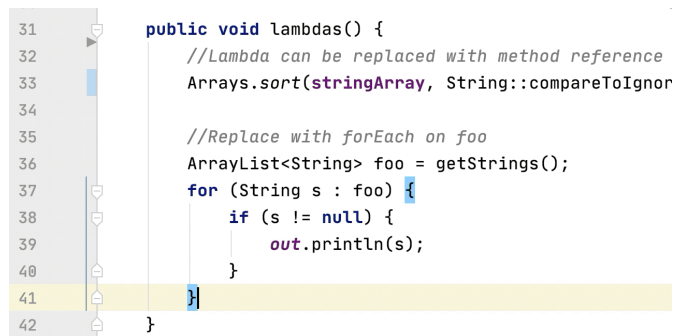 31 public void lambdas() {
32 //Lambda can be replaced with method reference
33 Arrays.sort(stringArray, String::compareToIgnor
34
35 //Replace with forEach on foo
36 ArrayList<String> foo = getStrings();
37 for (String s : foo) {
38 if (s != null) {
39 out.println(s);
40 }
41 }
42 }